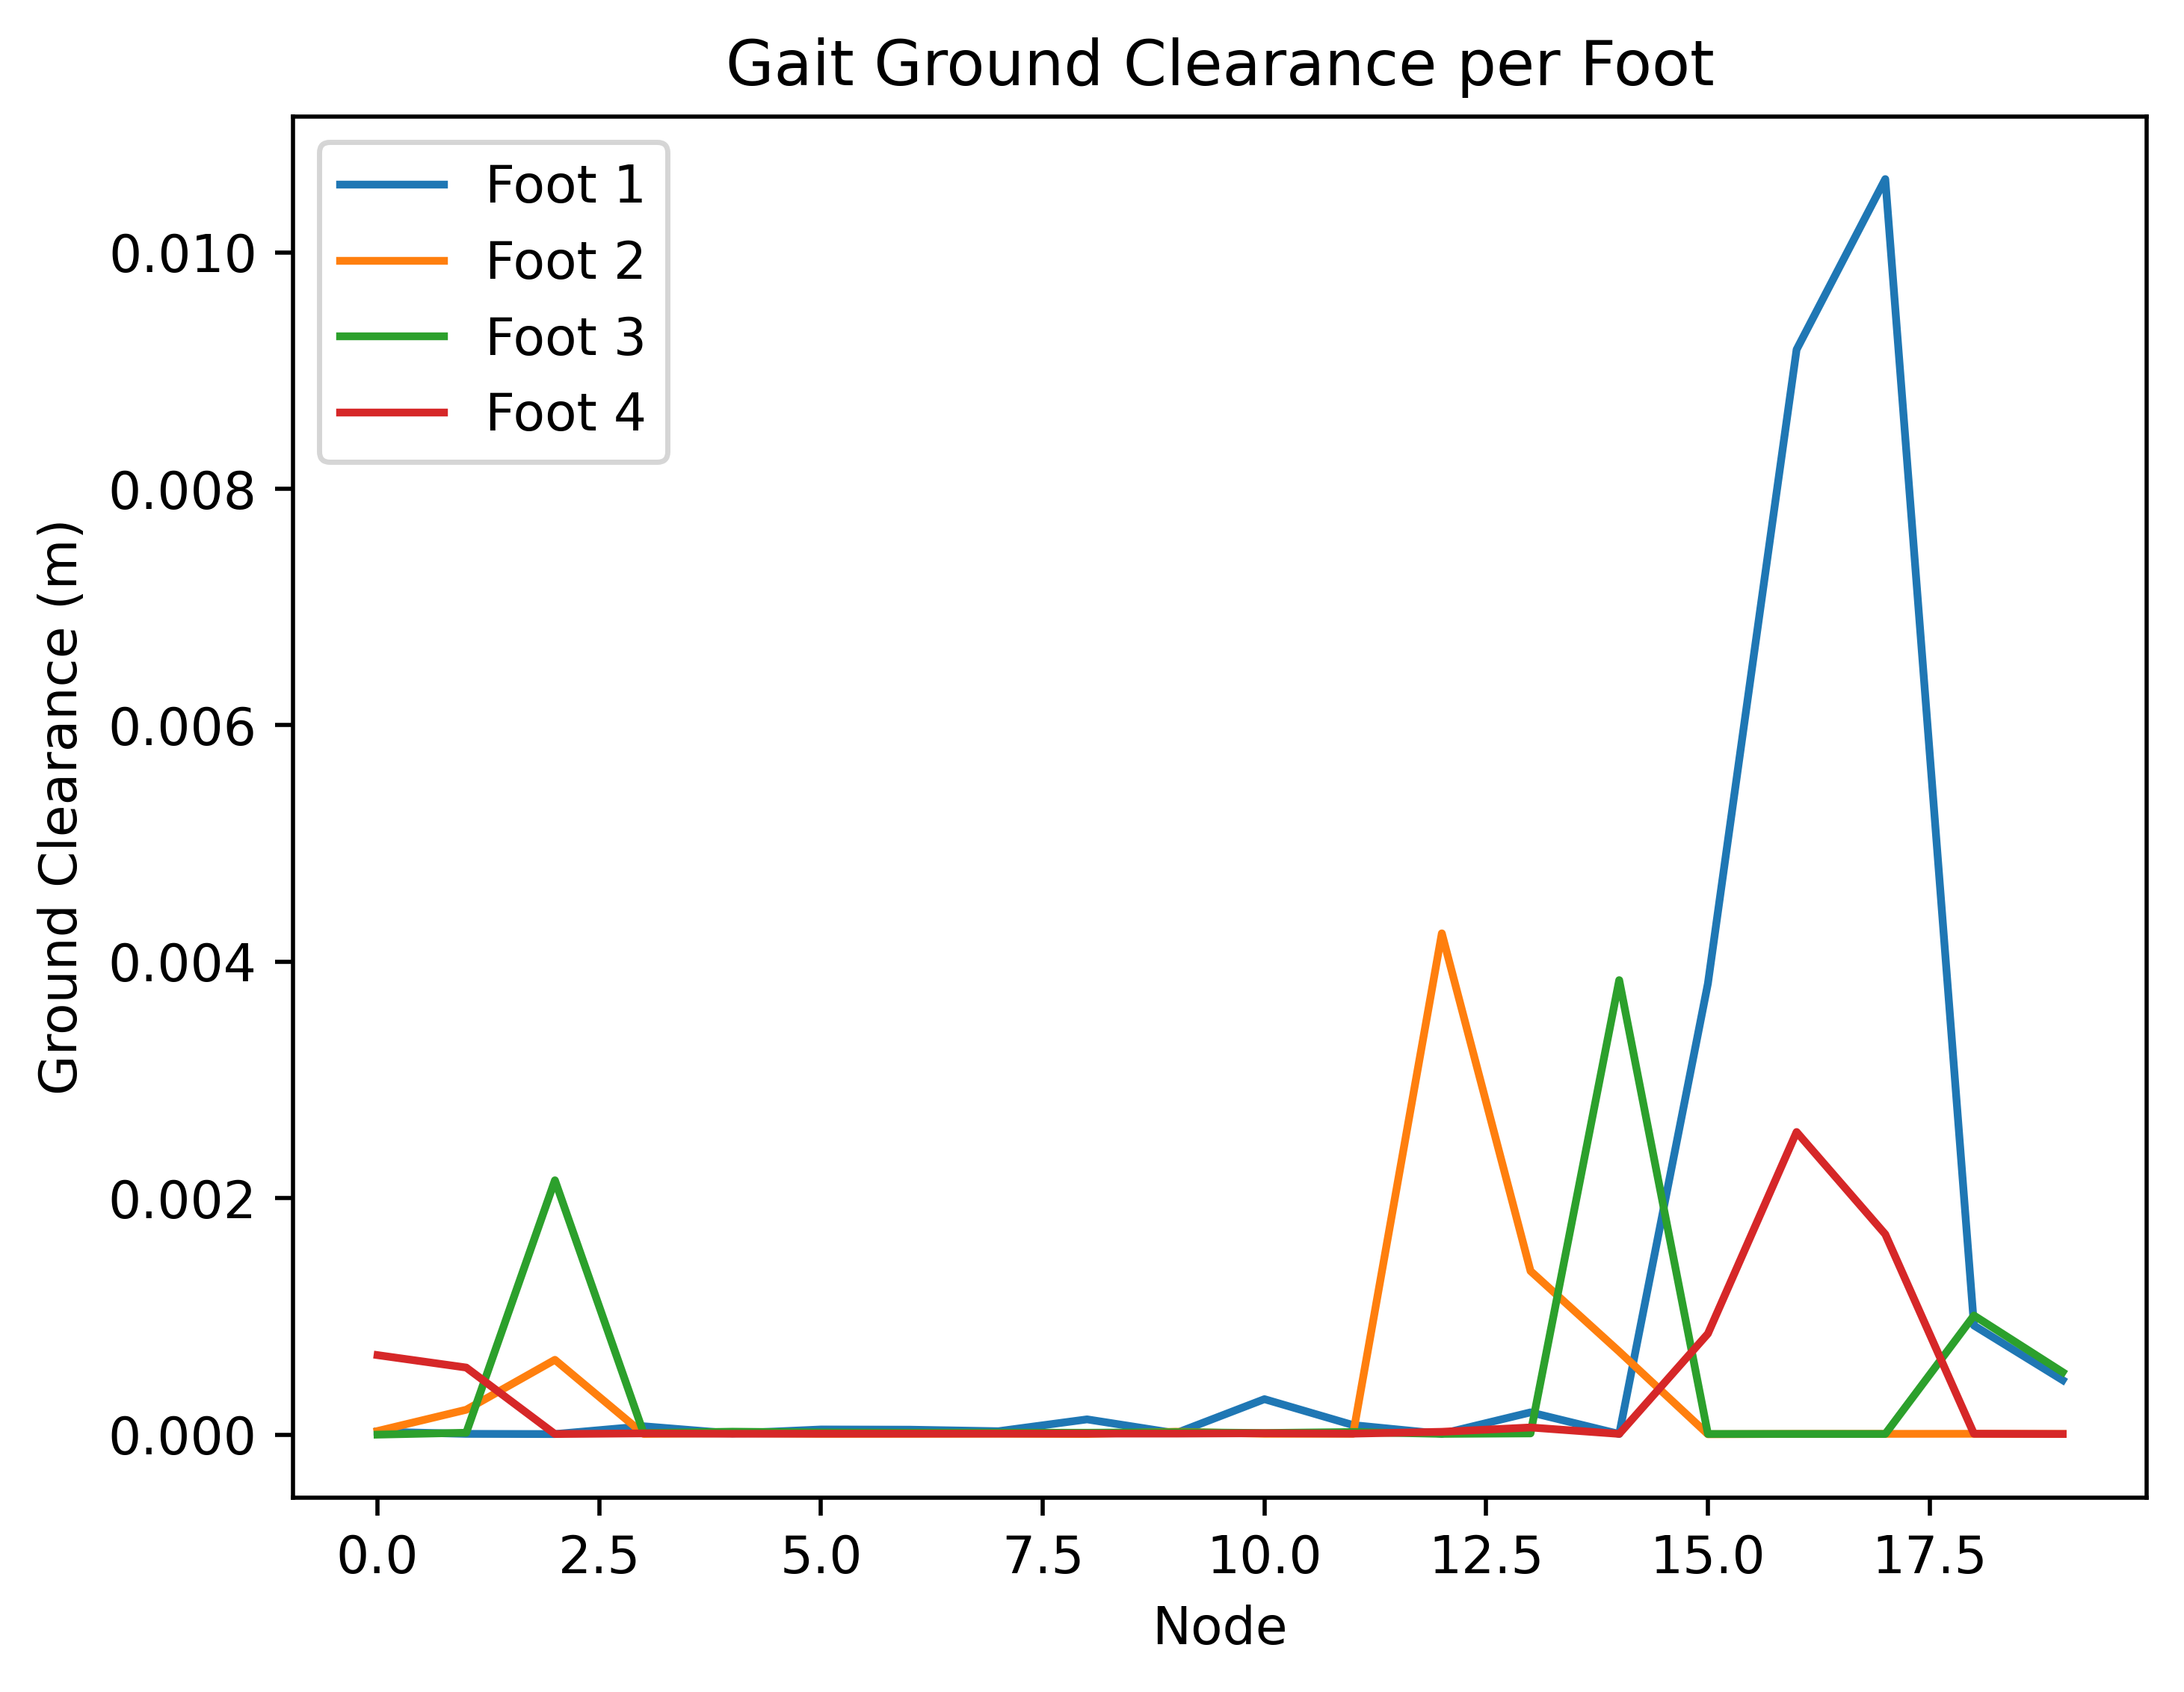 Gait Ground Clearance per Foot
Foot 1
Foot 2
Foot 3
Foot 4
Ground Clearance (m)
0.010
0.008
0.006
0.004
0.002
0.000
0.0 2.5 5.0 7.5 10.0 12.5 15.0 17.5
Node